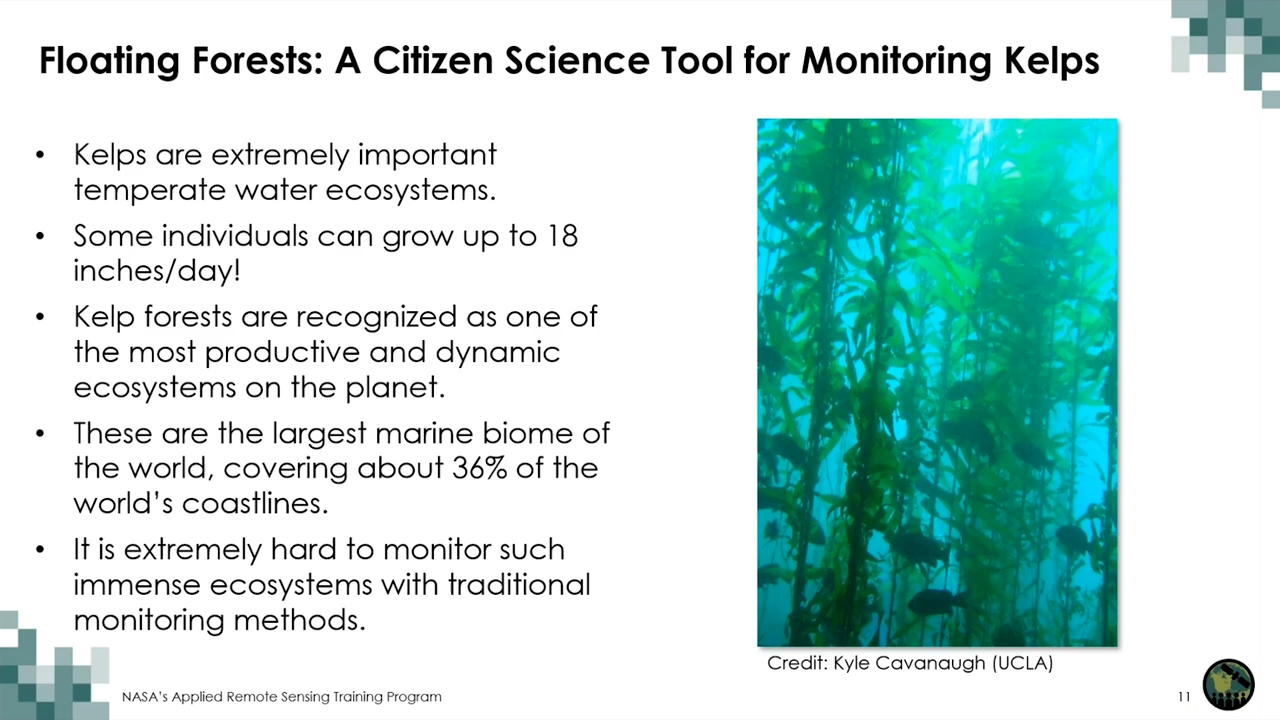 Floating Forests: A Citizen Science Tool for Monitoring Kelps
• Kelps are extremely important
temperate water ecosystems.
• Some individuals can grow up to 18
inches/day!
• Kelp forests are recognized as one of
the most productive and dynamic
ecosystems on the planet.
• These are the largest marine biome of
the world, covering about 36% of the
world’s coastlines.
• It is extremely hard to monitor such
immense ecosystems with traditional
monitoring methods.
Credit: Kyle Cavanaugh (UCLA)
NASA’s Applied Remote Sensing Training Program
11